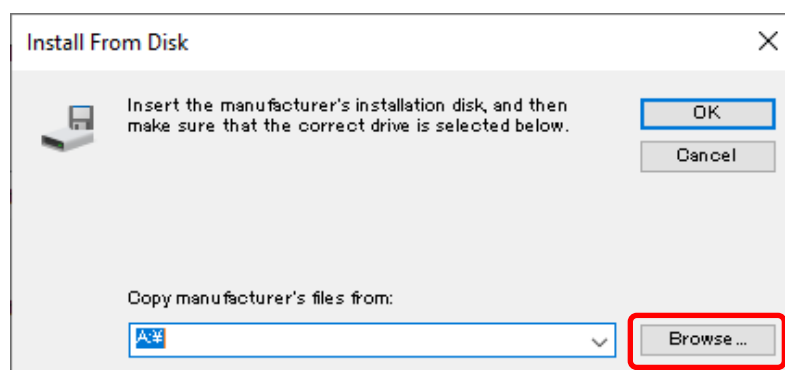 Install From Disk
Insert the manufacturer's installation disk, and then
make sure that the correct drive is selected below.
OK
Cancel
Copy manufacturer's files from:
A:¥
Browse...